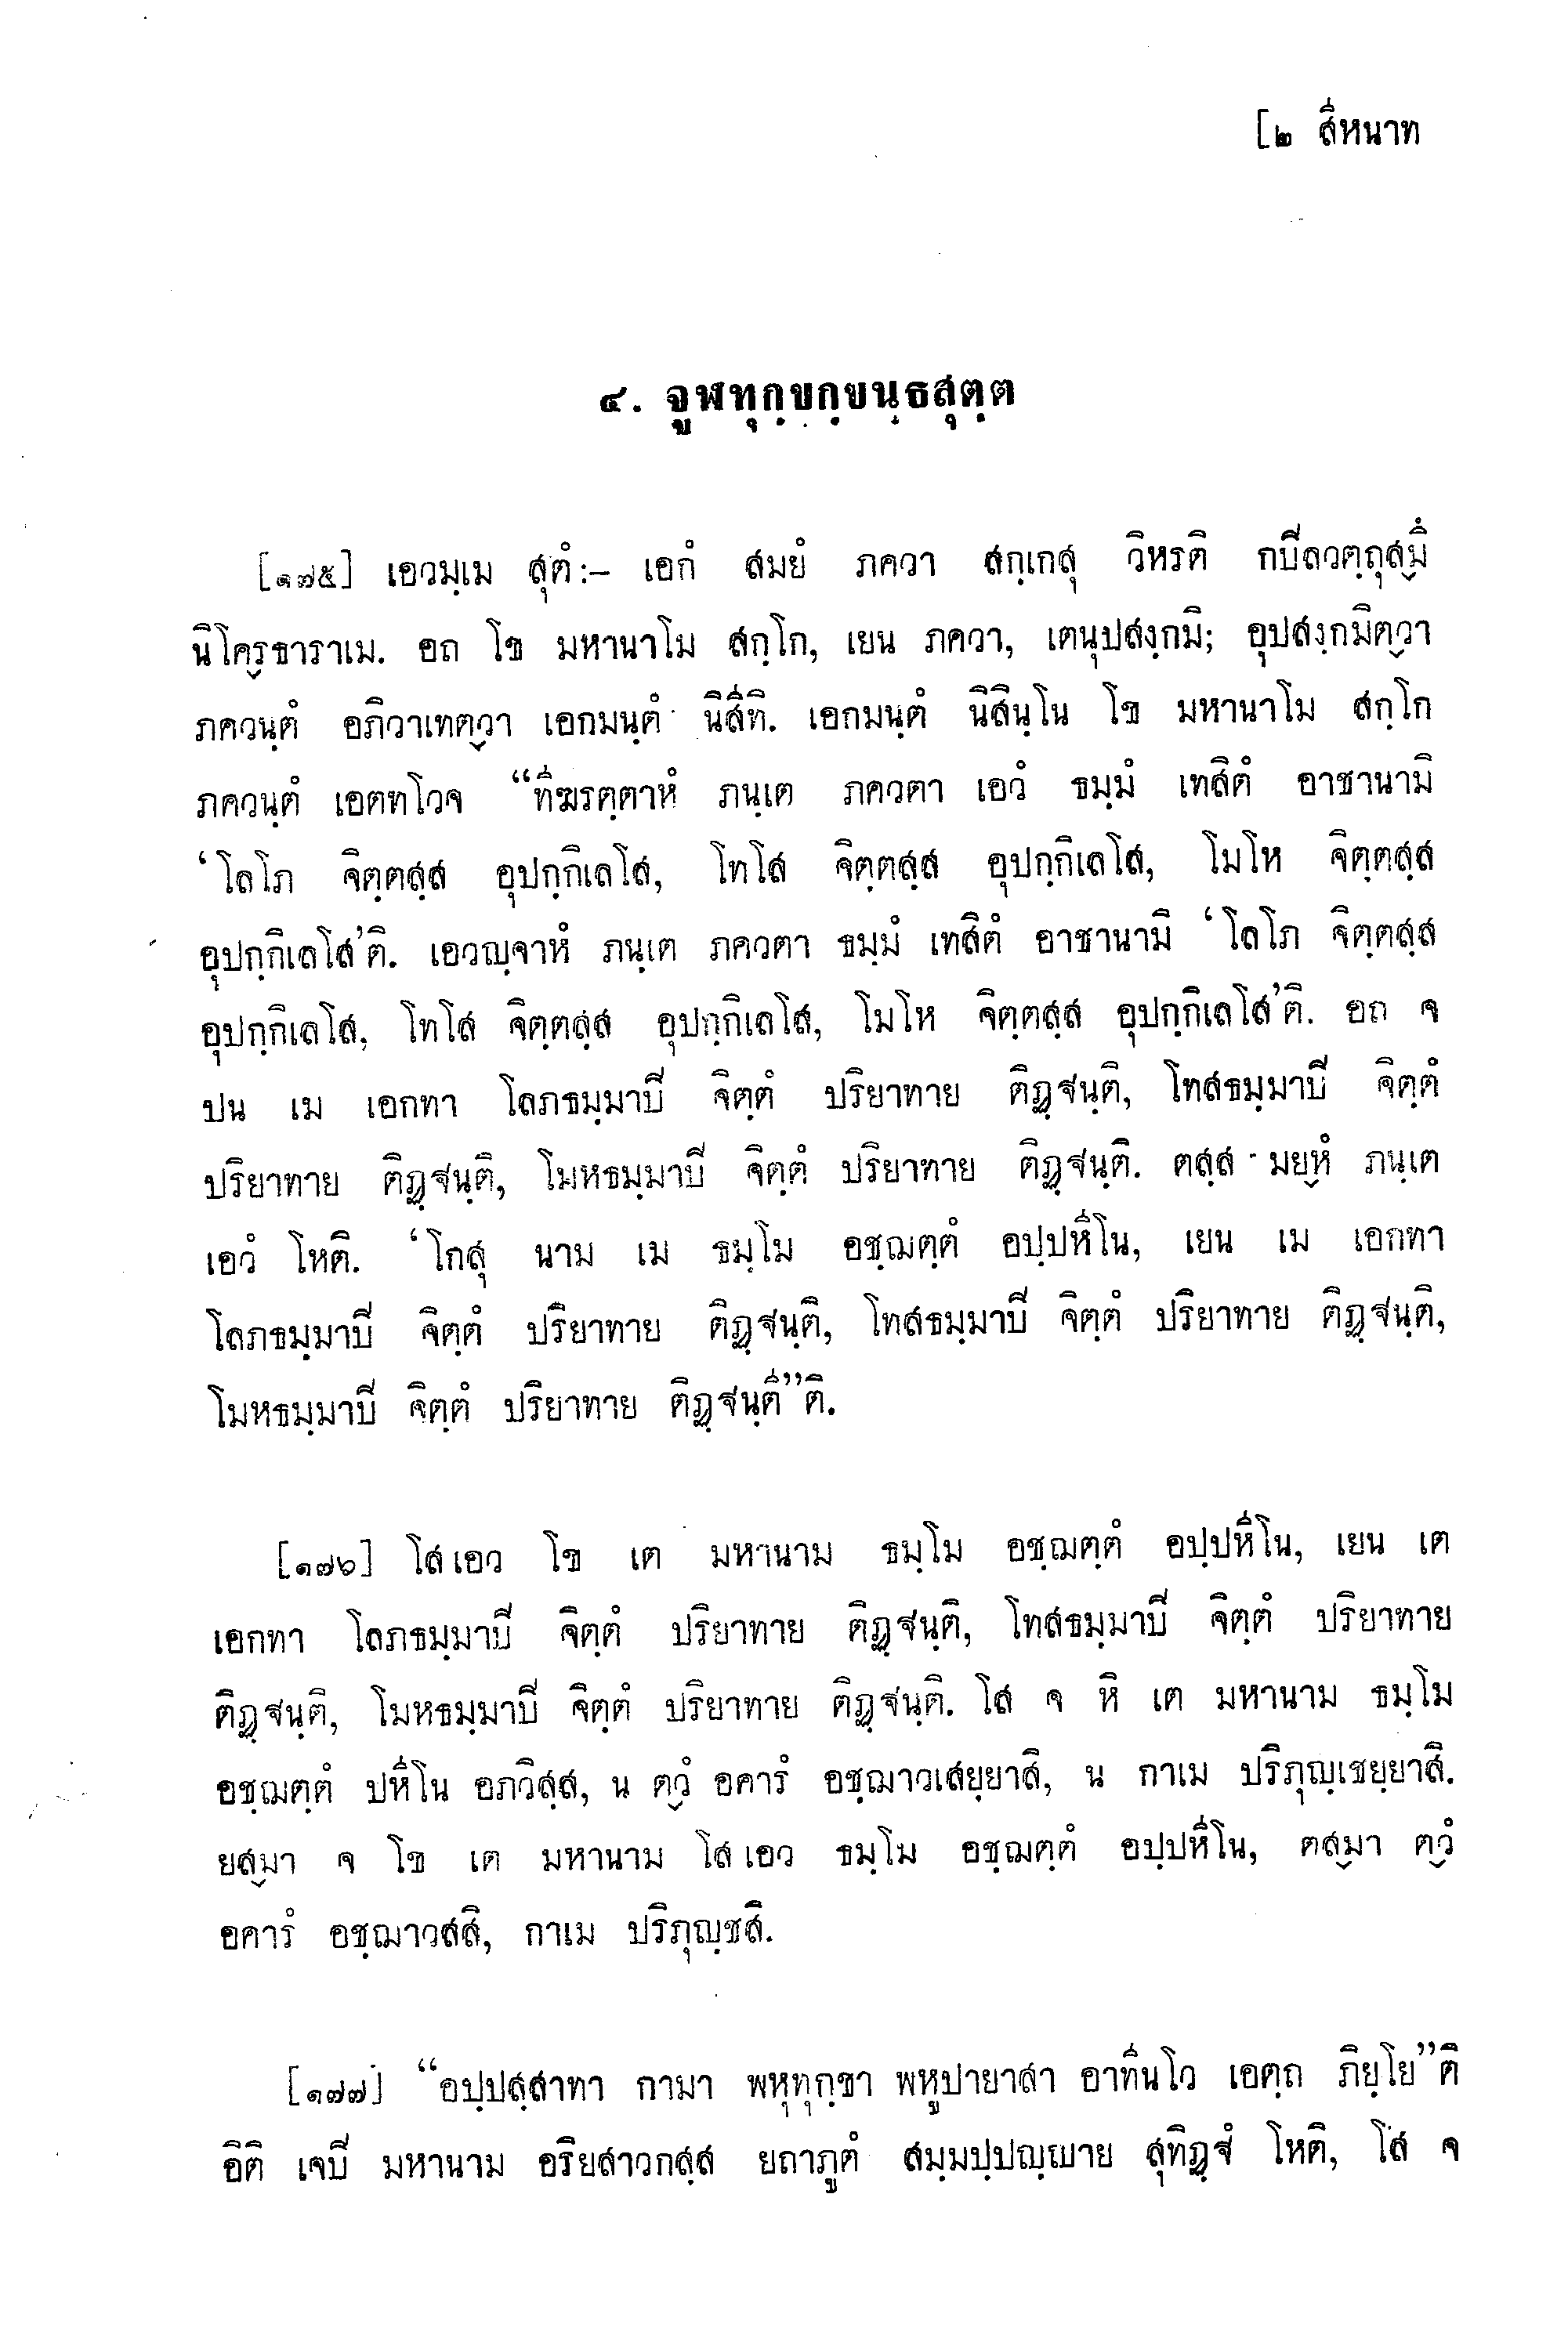 [๒ สีหนาท
๔. จูฬทุกฺขกฺขนฺธสุตฺต
[๑๗๕] เอวมฺเม สุตํ:– เอกํ สมยํ ภควา สกฺเกสุ วิหรติ กปิลวตฺถุสฺมึ
นิโคฺรธาราเม. อถ โข มหานาโม สกฺโก, เยน ภควา, เตนุปสงฺกมิ; อุปสงฺกมิตฺวา
ภควนฺตํ อภิวาเทตฺวา เอกมนฺตํ นิสีทิ. เอกมนฺตํ นิสินฺโน โข มหานาโม สกฺโก
ภควนฺตํ เอตทโวจ “ทีฆรตฺตาหํ ภนฺเต ภควตา เอวํ ธมฺมํ เทสิตํ อาชานามิ
‘โลโภ จิตฺตสฺส อุปกฺกิเลโส, โทโส จิตฺตสฺส อุปกฺกิเลโส, โมโห จิตฺตสฺส
อุปกฺกิเลโส’ติ. เอวญฺจาหํ ภนฺเต ภควตา ธมฺมํ เทสิตํ อาชานามิ ‘โลโภ จิตฺตสฺส
อุปกฺกิเลโส, โทโส จิตฺตสฺส อุปกฺกิเลโส, โมโห จิตฺตสฺส อุปกฺกิเลโส’ติ. อถ จ
ปน เม เอกทา โลภธมฺมาปิ จิตฺตํ ปริยาทาย ติฏฺฐนฺติ, โทสธมฺมาปิ จิตฺตํ
ปริยาทาย ติฏฺฐนฺติ, โมหธมฺมาปิ จิตฺตํ ปริยาทาย ติฏฺฐนฺติ. ตสฺส มยฺหํ ภนฺเต
เอวํ โหติ. ‘โกสุ นาม เม ธมฺโม อชฺฌตฺตํ อปฺปหีโน, เยน เม เอกทา
โลภธมฺมาปิ จิตฺตํ ปริยาทาย ติฏฺฐนฺติ, โทสธมฺมาปิ จิตฺตํ ปริยาทาย ติฏฺฐนฺติ,
โมหธมฺมาปิ จิตฺตํ ปริยาทาย ติฏฺฐนฺตี”ติ.
[๑๗๖] โส เอว โข เต มหานาม ธมฺโม อชฺฌตฺตํ อปฺปหีโน, เยน เต
เอกทา โลภธมฺมาปิ จิตฺตํ ปริยาทาย ติฏฺฐนฺติ, โทสธมฺมาปิ จิตฺตํ ปริยาทาย
ติฏฺฐนฺติ, โมหธมฺมาปิ จิตฺตํ ปริยาทาย ติฏฺฐนฺติ. โส จ หิ เต มหานาม ธมฺโม
อชฺฌตฺตํ ปหีโน อภวิสฺส, น ตฺวํ อคารํ อชฺฌาวเสยฺยาสิ, น กาเม ปริภุญฺเชยฺยาสิ.
ยสฺมา จ โข เต มหานาม โส เอว ธมฺโม อชฺฌตฺตํ อปฺปหีโน, ตสฺมา ตฺวํ
อคารํ อชฺฌาวสสิ, กาเม ปริภุญฺชสิ.
[๑๗๗] “อปฺปสฺสาทา กามา พหุทุกฺขา พหูปายาสา อาทีนโว เอตฺถ ภิยฺโย”ติ
อิติ เจปิ มหานาม อริยสาวกสฺส ยถาภูตํ สมฺมปฺปญฺญาย สุทิฏฺฐํ โหติ, โส จ